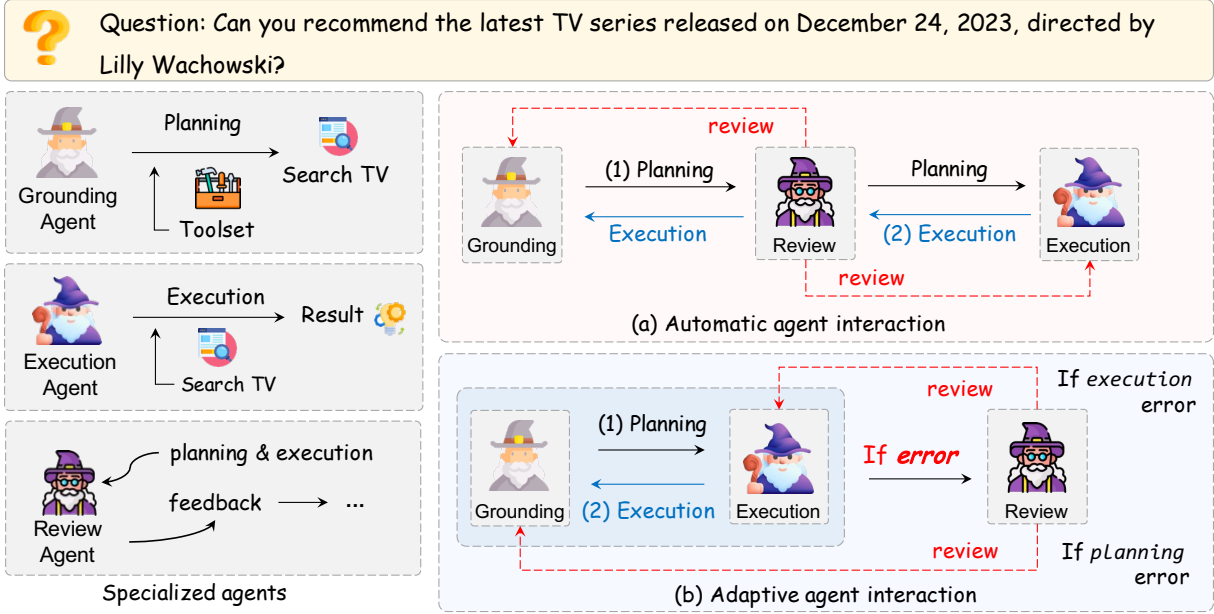 Question: Can you recommend the latest TV series released on December 24, 2023, directed by
Lilly Wachowski?
Planning
Search TV
Grounding
Agent
Toolset
Execution
Result
Execution
Agent
Search TV
planning & execution
feedback
...
Review
Agent
Specialized agents
review
(1) Planning
Planning
Execution
(2) Execution
Grounding
Review
Execution
review
(a) Automatic agent interaction
review
If execution
error
(1) Planning
If error
(2) Execution
Grounding
Execution
Review
review
If planning
error
(b) Adaptive agent interaction